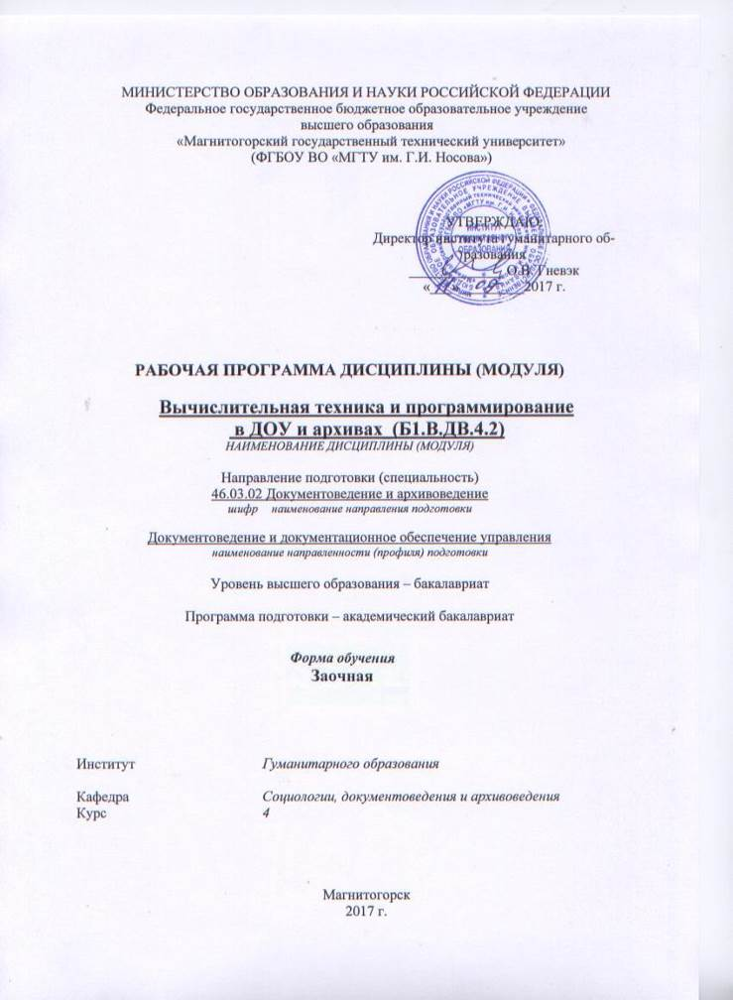 МИНИСТЕРСТВО ОБРАЗОВАНИЯ И НАУКИ РОССИЙСКОЙ ФЕДЕРАЦИИ
Федеральное государственное бюджетное образовательное учреждение
высшего образования
«Магнитогорский государственный технический университет»
(ФГБОУ ВО «МГТУ им. Г.И. Носова»)
УТВЕРЖДАЮ:
Директор института гуманитарного об-
разования
О.В. Гневэк
2017 г.
РАБОЧАЯ ПРОГРАММА ДИСЦИПЛИНЫ (МОДУЛЯ)
Вычислительная техника и программирование
в ДОУ и архивах (Б1.В.ДВ.4.2)
НАИМЕНОВАНИЕ ДИСЦИПЛИНЫ (МОДУЛЯ)
Направление подготовки (специальность)
46.03.02 Документоведение и архивоведение
шифр наименование направления подготовки
Документоведение и документационное обеспечение управления
наименование направленности (профиля) подготовки
Уровень высшего образования – бакалавриат
Программа подготовки – академический бакалавриат
Форма обучения
Заочная
Институт Гуманитарного образования
Кафедра Социологии, документоведения и архивоведения
Курс 4
Магнитогорск
2017 г.